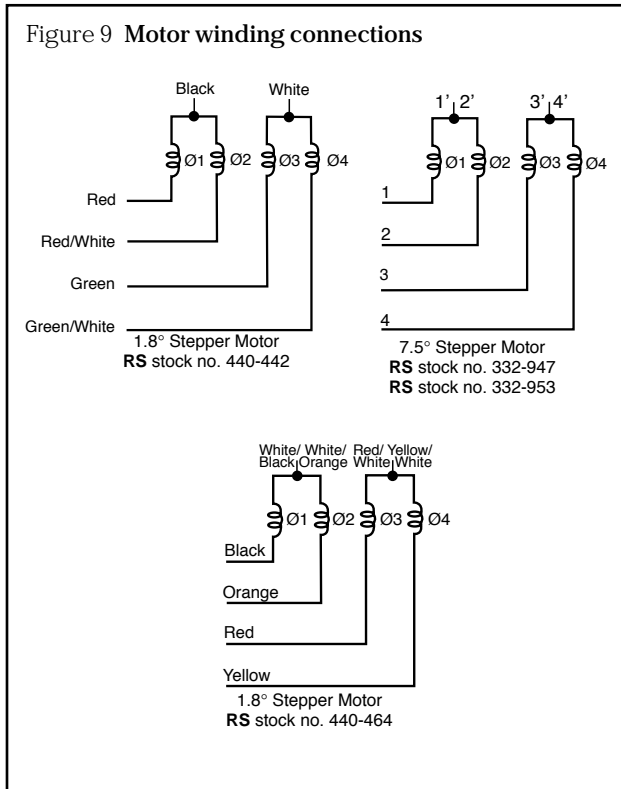 Figure 9 Motor winding connections
Black
White
Ø1
Ø2
Ø3
Ø4
Red
Red/White
Green
Green/White
1.8° Stepper Motor
RS stock no. 440-442
1’ 2’
3’ 4’
Ø1
Ø2
Ø3
Ø4
1
2
3
4
7.5° Stepper Motor
RS stock no. 332-947
RS stock no. 332-953
White/ White/
Black Orange
Red/ Yellow/
White White
Ø1
Ø2
Ø3
Ø4
Black
Orange
Red
Yellow
1.8° Stepper Motor
RS stock no. 440-464